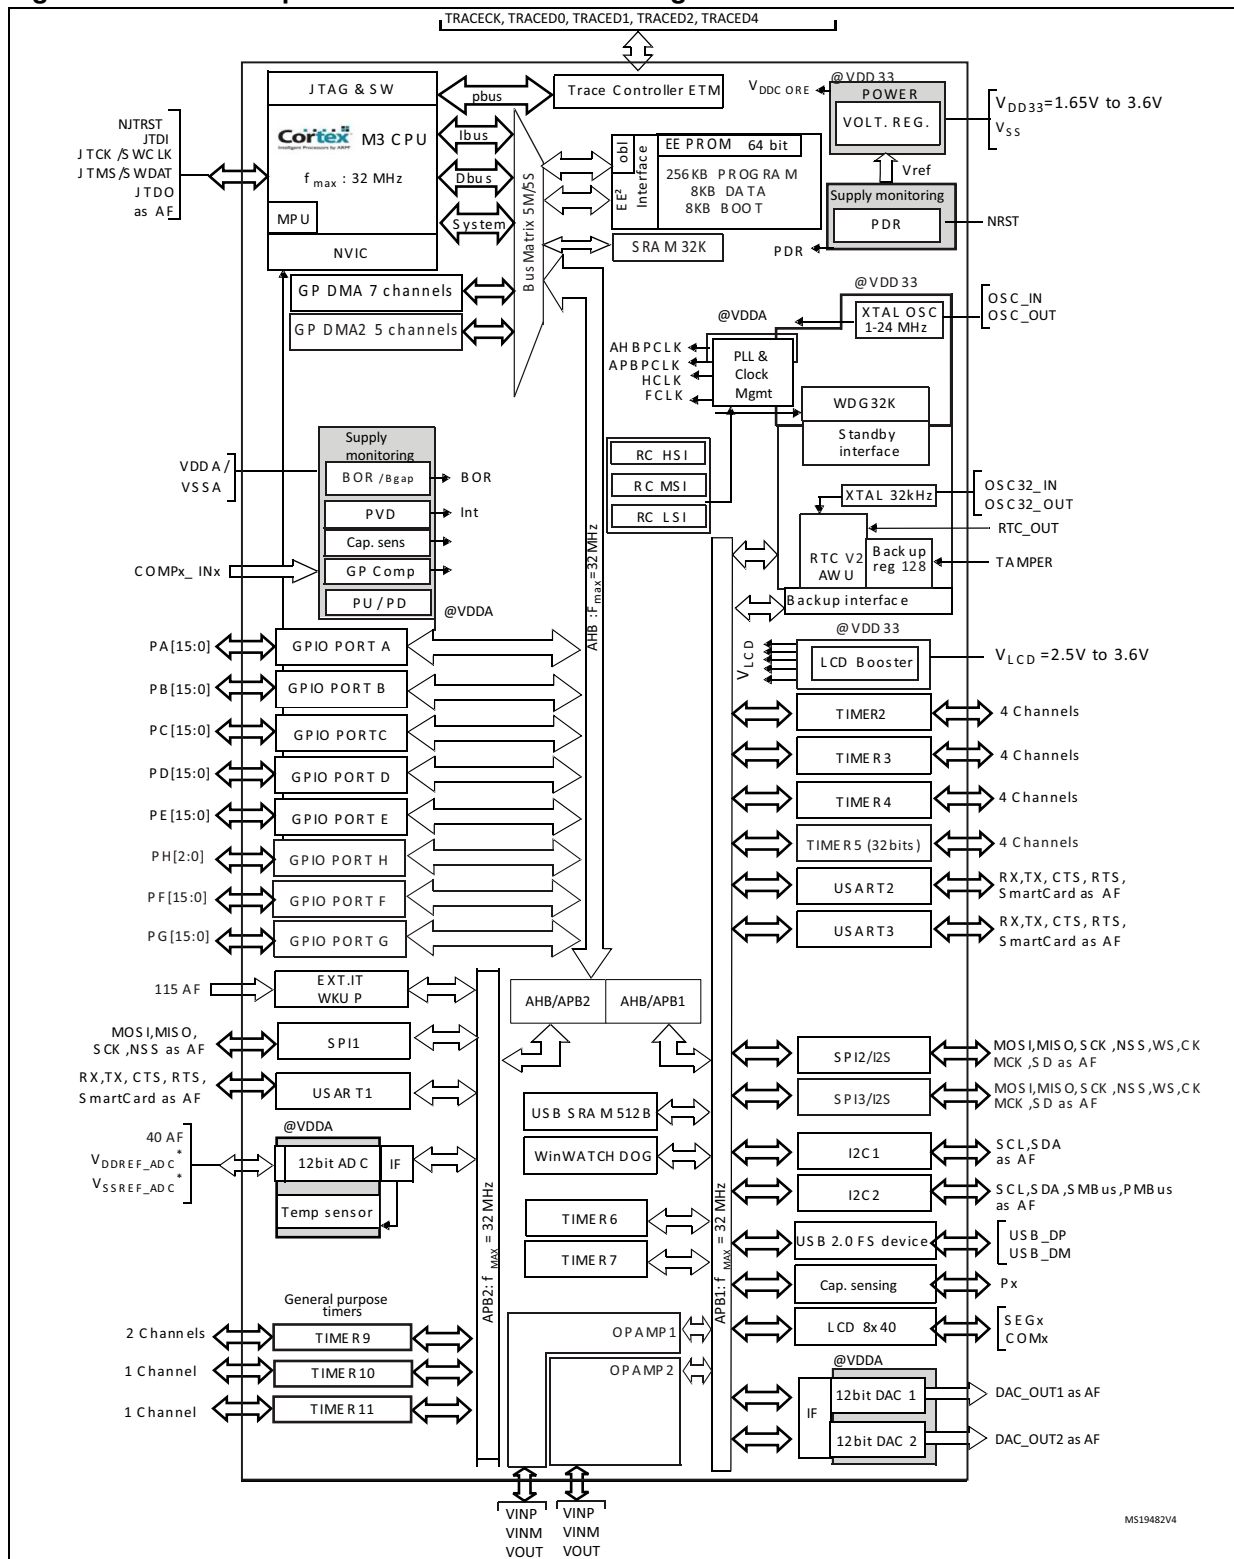 TRACECK, TRACED0, TRACED1, TRACED2, TRACED4
JTAG & SW
pbus
Trace Controller ETM
VDDCORE
@VDD33
POWER
VOLT. REG.
VDD33=1.65V to 3.6V
VSS
NJTRST
JTDI
JTCK/SWCLK
JTMS/SWDAT
JTDO
as AF
Cortex
Intelligent Processors by ARM®
M3 CPU
fmax : 32 MHz
MPU
NVIC
Ibus
Dbus
System
Bus Matrix 5M/5S
EE²
Interface
obl
EEPROM 64 bit
256KB PROGRAM
8KB DATA
8KB BOOT
SRAM 32K
Vref
Supply monitoring
PDR
PDR
NRST
GP DMA 7 channels
GP DMA2 5 channels
@VDD33
XTAL OSC
1-24 MHz
OSC_IN
OSC_OUT
@VDDA
AHBPCLK
APBPCLK
HCLK
FCLK
PLL &
Clock
Mgmt
WDG32K
Standby
interface
RC HSI
RC MSI
RC LSI
Supply
monitoring
VDDA/
VSSA
BOR /Bgap
BOR
PVD
Int
Cap. sens
COMPx_INx
GP Comp
PU / PD
@VDDA
XTAL 32kHz
OSC32_IN
OSC32_OUT
RTC_OUT
RTC V2
AWU
Backup
reg 128
TAMPER
Backup interface
AHB : Fmax = 32 MHz
@VDD33
VLCD
LCD Booster
VLCD =2.5V to 3.6V
PA[15:0]
GPIO PORT A
PB[15:0]
GPIO PORT B
PC[15:0]
GPIO PORTC
PD[15:0]
GPIO PORT D
PE[15:0]
GPIO PORT E
PH[2:0]
GPIO PORT H
PF[15:0]
GPIO PORT F
PG[15:0]
GPIO PORT G
TIMER2
4 Channels
TIMER3
4 Channels
TIMER4
4 Channels
TIMER5 (32bits)
4 Channels
USART2
RX,TX, CTS, RTS,
SmartCard as AF
USART3
RX,TX, CTS, RTS,
SmartCard as AF
115 AF
EXT.IT
WKUP
AHB/APB2
AHB/APB1
MOSI,MISO,
SCK,NSS as AF
SPI1
RX,TX, CTS, RTS,
SmartCard as AF
USART1
@VDDA
40 AF
VDDREF_ADC*
VSSREF_ADC*
12bit ADC
IF
Temp sensor
APB2: fMAX = 32 MHz
USB SRAM 512B
WinWATCHDOG
TIMER6
TIMER7
APB1: fMAX = 32 MHz
SPI2/I2S
MOSI,MISO,SCK,NSS,WS,CK
MCK,SD as AF
SPI3/I2S
MOSI,MISO,SCK,NSS,WS,CK
MCK,SD as AF
I2C1
SCL,SDA
as AF
I2C2
SCL,SDA,SMBus,PMBus
as AF
USB 2.0 FS device
USB_DP
USB_DM
Cap. sensing
Px
LCD 8x40
SEGx
COMx
General purpose
timers
2 Channels
TIMER9
1 Channel
TIMER10
1 Channel
TIMER11
OPAMP1
OPAMP2
@VDDA
IF
12bit DAC 1
DAC_OUT1 as AF
12bit DAC 2
DAC_OUT2 as AF
VINP
VINM
VOUT
VINP
VINM
VOUT
MS19482V4